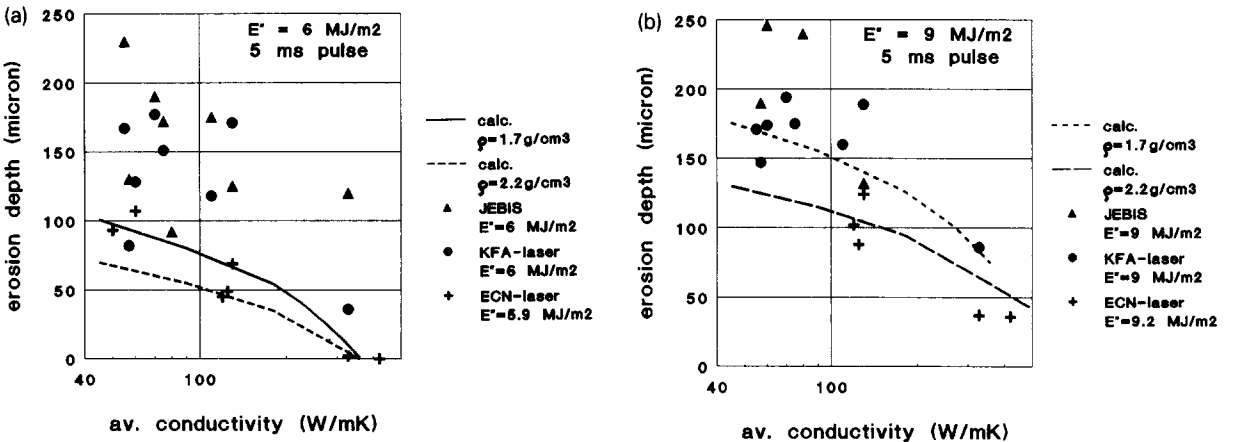 (a)
E" = 6 MJ/m2
5 ms pulse
250
200
150
100
50
0
40
100
erosion depth (micron)
av. conductivity (W/mK)
calc.
ρ=1.7g/cm3
calc.
ρ=2.2g/cm3
JEBIS
E"=6 MJ/m2
KFA-laser
E"=6 MJ/m2
ECN-laser
E"=5.9 MJ/m2
(b)
E" = 9 MJ/m2
5 ms pulse
250
200
150
100
50
0
40
100
erosion depth (micron)
av. conductivity (W/mK)
calc.
ρ=1.7g/cm3
calc.
ρ=2.2g/cm3
JEBIS
E"=9 MJ/m2
KFA-laser
E"=9 MJ/m2
ECN-laser
E"=9.2 MJ/m2